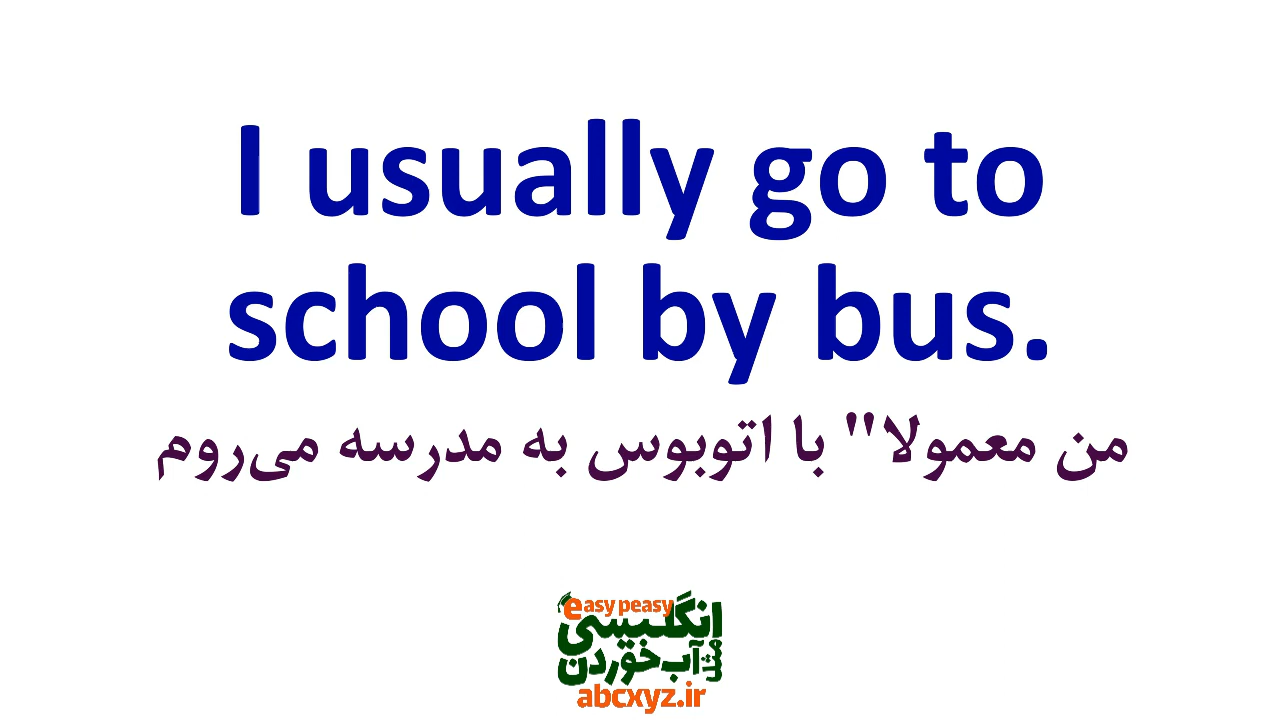 I usually go to
school by bus.
من معمولا" با اتوبوس به مدرسه می‌روم
easy peasy
انگلیسی
مثل آب خوردن
abcxyz.ir